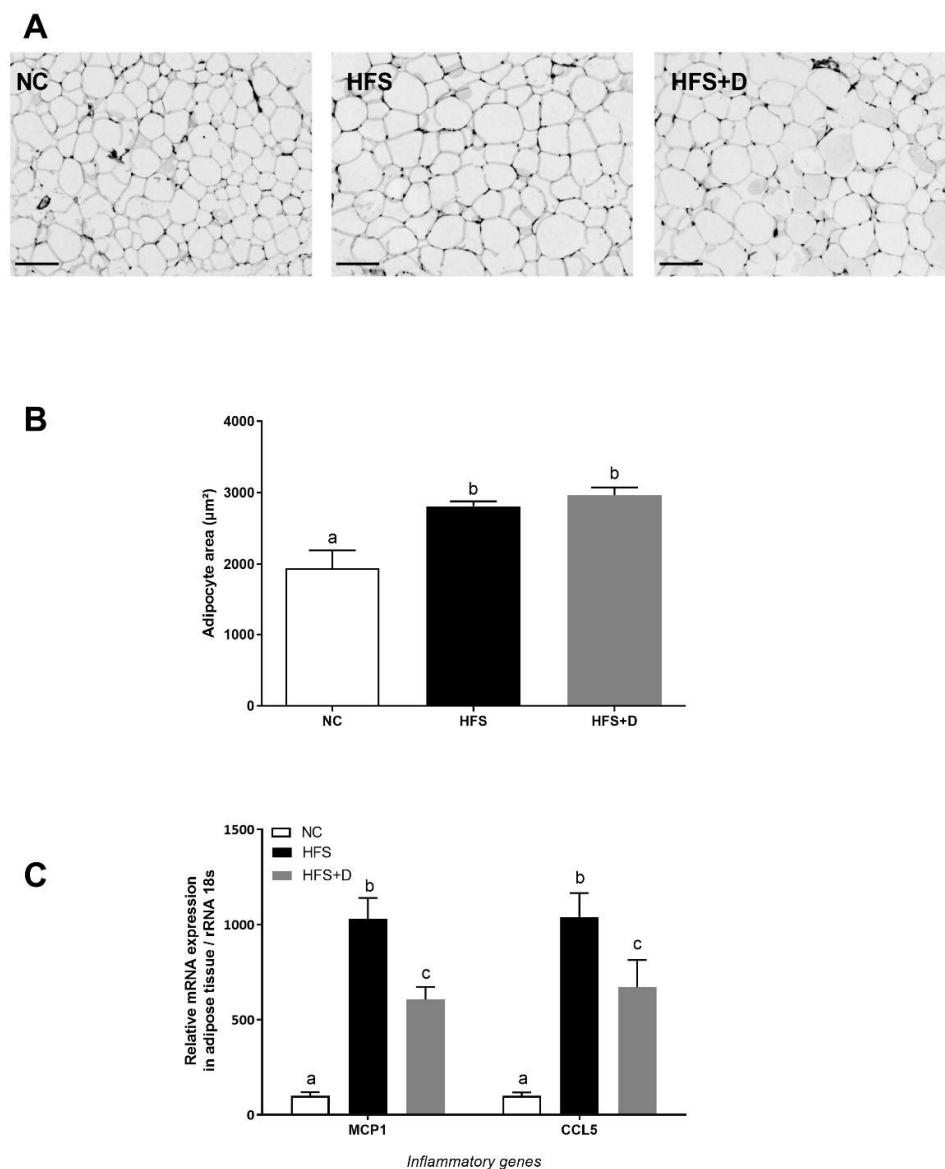 A
NC
HFS
HFS+D
B
Adipocyte area (µm²)
4000
3000
2000
1000
0
a
b
b
NC
HFS
HFS+D
C
Relative mRNA expression
in adipose tissue / rRNA 18s
1500
1000
500
0
NC
HFS
HFS+D
a
b
c
a
b
c
MCP1
CCL5
Inflammatory genes